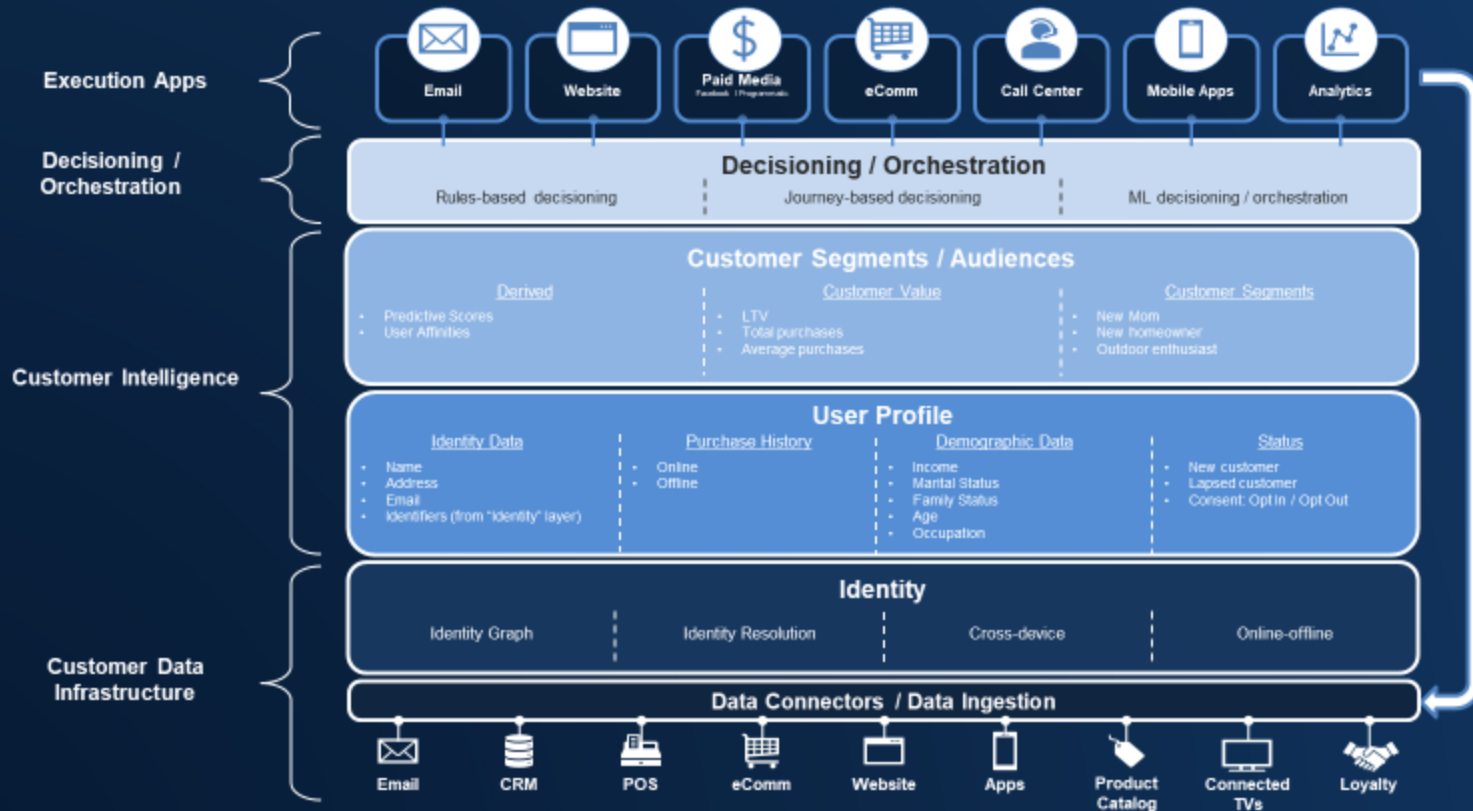 Execution Apps
Email
Website
Paid Media
Facebook | Programmatic
eComm
Call Center
Mobile Apps
Analytics
Decisioning /
Orchestration
Decisioning / Orchestration
Rules-based decisioning
Journey-based decisioning
ML decisioning / orchestration
Customer Intelligence
Customer Segments / Audiences
Derived
• Predictive Scores
• User Affinities
Customer Value
• LTV
• Total purchases
• Average purchases
Customer Segments
• New Mom
• New homeowner
• Outdoor enthusiast
User Profile
Identity Data
• Name
• Address
• Email
• Identifiers (from "Identity" layer)
Purchase History
• Online
• Offline
Demographic Data
• Income
• Marital Status
• Family Status
• Age
• Occupation
Status
• New customer
• Lapsed customer
• Consent: Opt In / Opt Out
Customer Data
Infrastructure
Identity
Identity Graph
Identity Resolution
Cross-device
Online-offline
Data Connectors / Data Ingestion
Email
CRM
POS
eComm
Website
Apps
Product
Catalog
Connected
TVs
Loyalty